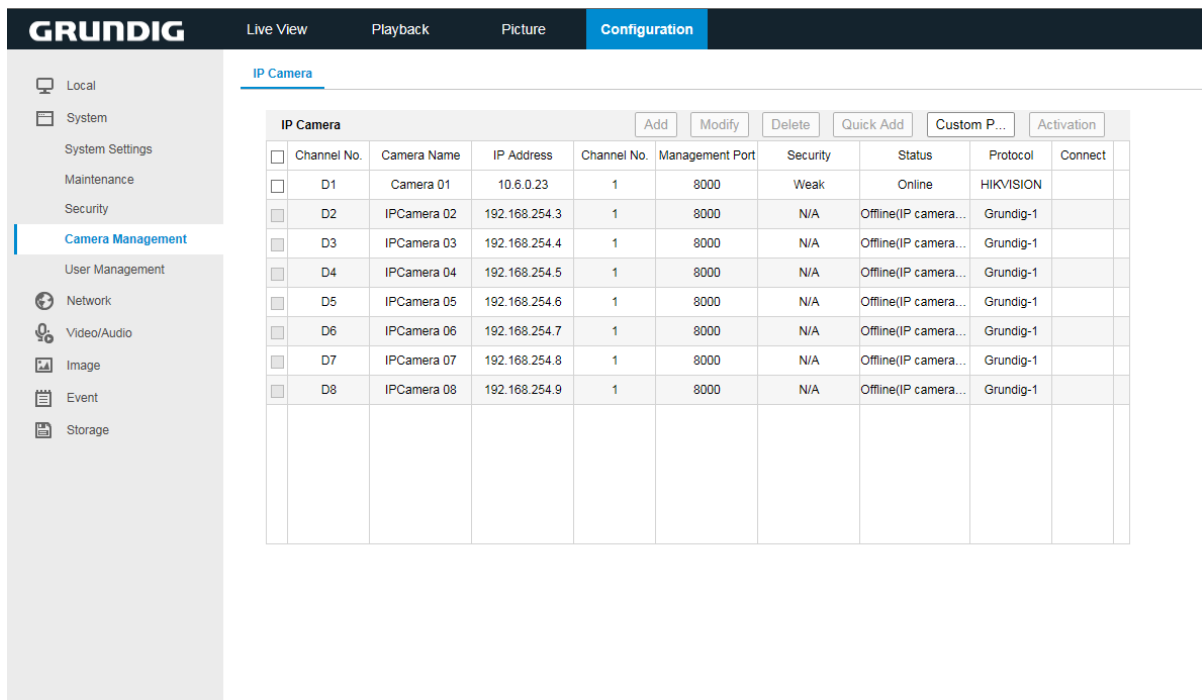 GRUNDIG Live View Playback Picture Configuration
IP Camera
Local
System
System Settings
Maintenance
Security
Camera Management
User Management
Network
Video/Audio
Image
Event
Storage
IP Camera Add Modify Delete Quick Add Custom P... Activation
Channel No. Camera Name IP Address Channel No. Management Port Security Status Protocol Connect
D1 Camera 01 10.6.0.23 1 8000 Weak Online HIKVISION
D2 IPCamera 02 192.168.254.3 1 8000 N/A Offline(IP camera... Grundig-1
D3 IPCamera 03 192.168.254.4 1 8000 N/A Offline(IP camera... Grundig-1
D4 IPCamera 04 192.168.254.5 1 8000 N/A Offline(IP camera... Grundig-1
D5 IPCamera 05 192.168.254.6 1 8000 N/A Offline(IP camera... Grundig-1
D6 IPCamera 06 192.168.254.7 1 8000 N/A Offline(IP camera... Grundig-1
D7 IPCamera 07 192.168.254.8 1 8000 N/A Offline(IP camera... Grundig-1
D8 IPCamera 08 192.168.254.9 1 8000 N/A Offline(IP camera... Grundig-1